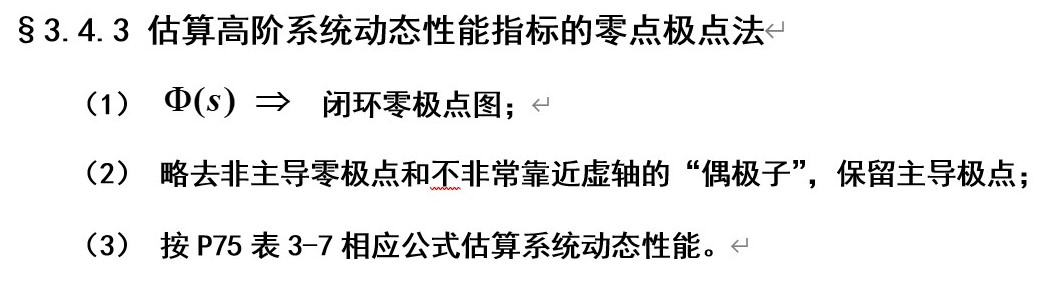 §3.4.3 估算高阶系统动态性能指标的零点极点法↵
（1） Φ(s) ⇒ 闭环零极点图；↵
（2） 略去非主导零极点和不非常靠近虚轴的“偶极子”，保留主导极点；
（3） 按 P75 表 3-7 相应公式估算系统动态性能。↵